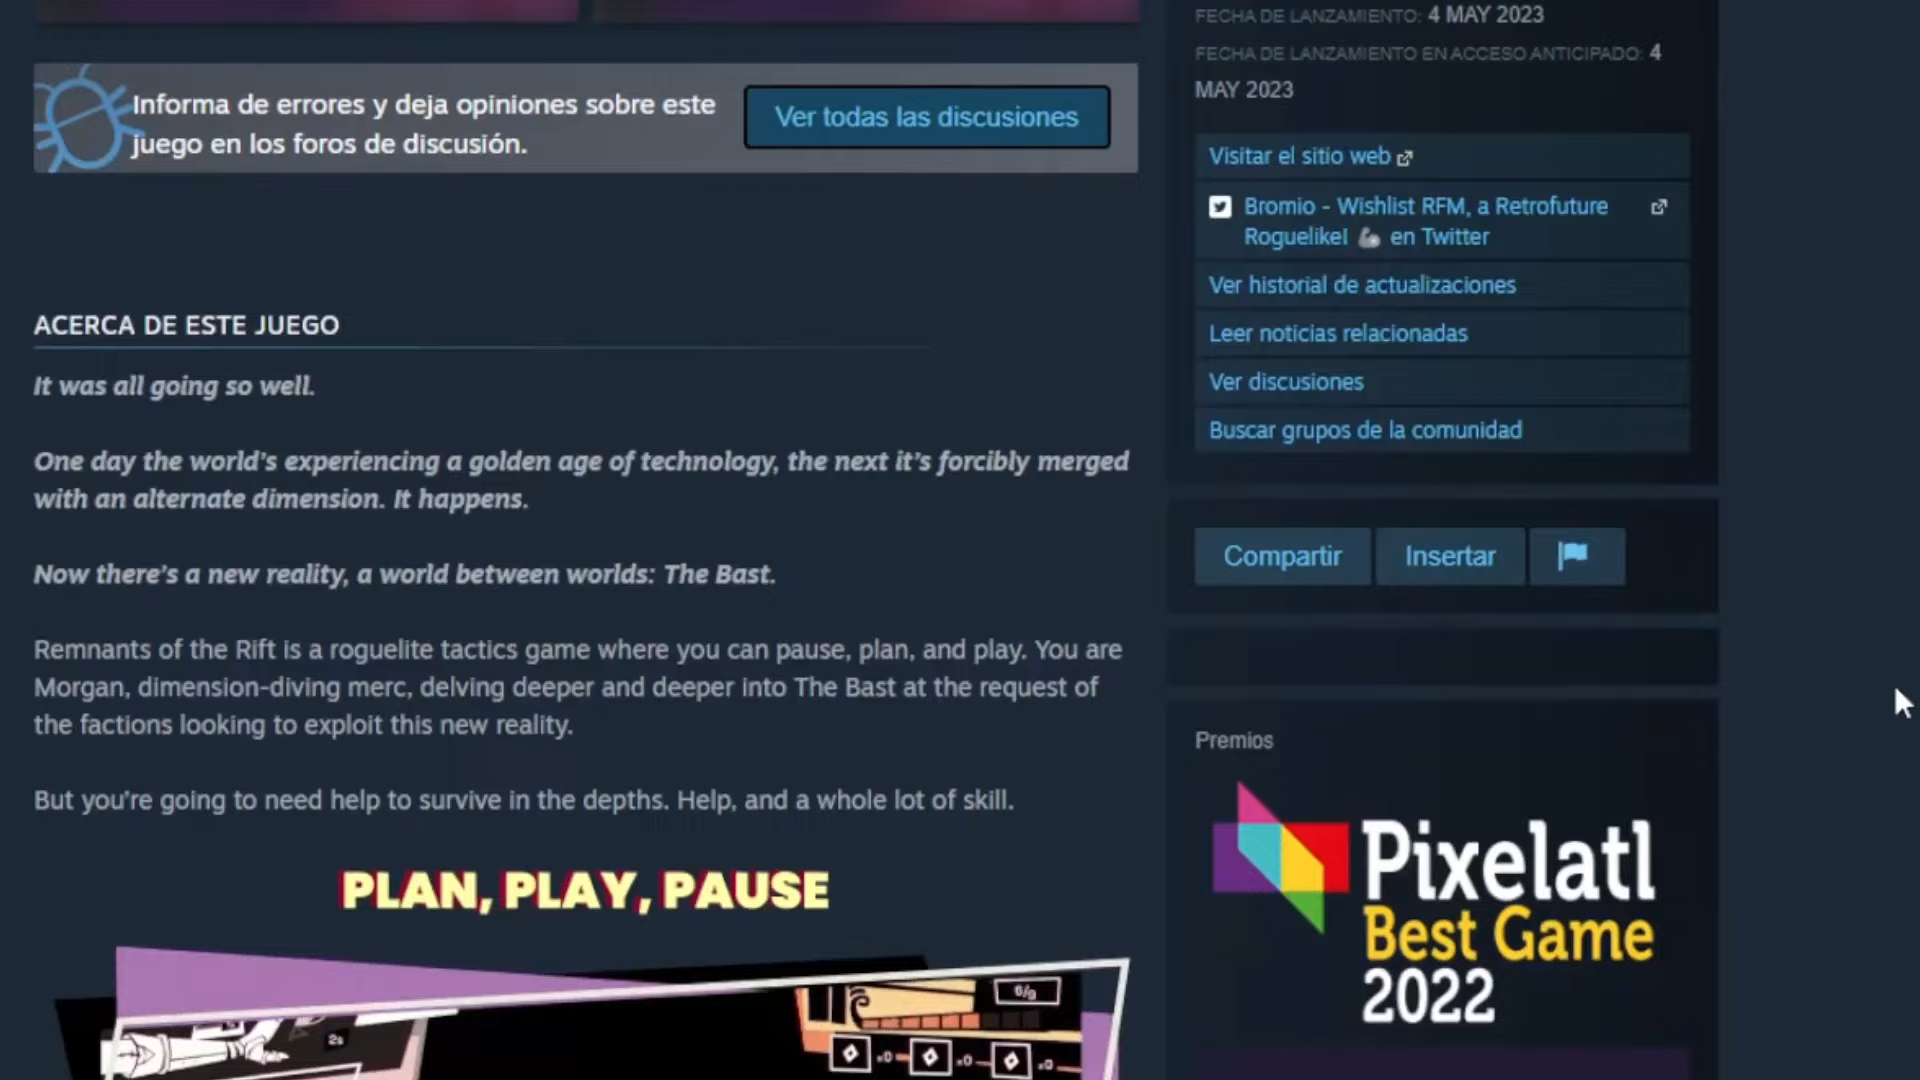 FECHA DE LANZAMIENTO: 4 MAY 2023
FECHA DE LANZAMIENTO EN ACCESO ANTICIPADO: 4
MAY 2023
Informa de errores y deja opiniones sobre este
juego en los foros de discusión.
Ver todas las discusiones
Visitar el sitio web
Bromio - Wishlist RFM, a Retrofuture
Roguelike! 🦾 en Twitter
Ver historial de actualizaciones
Leer noticias relacionadas
Ver discusiones
Buscar grupos de la comunidad
ACERCA DE ESTE JUEGO
It was all going so well.
One day the world's experiencing a golden age of technology, the next it's forcibly merged
with an alternate dimension. It happens.
Now there's a new reality, a world between worlds: The Bast.
Remnants of the Rift is a roguelite tactics game where you can pause, plan, and play. You are
Morgan, dimension-diving merc, delving deeper and deeper into The Bast at the request of
the factions looking to exploit this new reality.
But you're going to need help to survive in the depths. Help, and a whole lot of skill.
PLAN, PLAY, PAUSE
Compartir
Insertar
Premios
Pixelatl
Best Game
2022
6/9
2s
x0
x0
x0